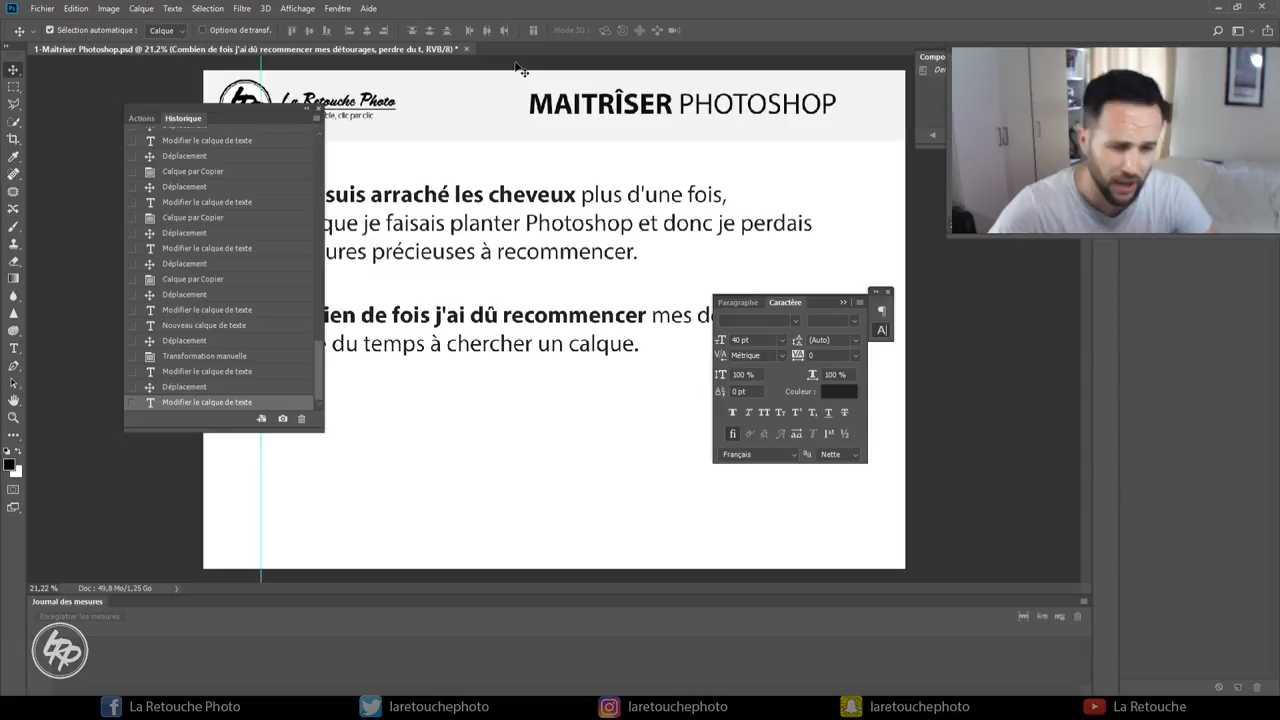 Ps Fichier Edition Image Calque Texte Sélection Filtre 3D Affichage Fenêtre Aide
Sélection automatique : Calque Options de transf. Mode 3D :
1-Maitriser Photoshop.psd @ 21,2% (Combien de fois j'ai dû recommencer mes détourages, perdre du t, RVB/8) * ×
Compo
La Retouche Photo
ble, clic par clic
MAITRÎSER PHOTOSHOP
Actions Historique
Modifier le calque de texte
Déplacement
Calque par Copier
Déplacement
Modifier le calque de texte
Calque par Copier
Déplacement
Modifier le calque de texte
Déplacement
Calque par Copier
Déplacement
Modifier le calque de texte
Nouveau calque de texte
Déplacement
Transformation manuelle
Modifier le calque de texte
Déplacement
Modifier le calque de texte
suis arraché les cheveux plus d'une fois,
que je faisais planter Photoshop et donc je perdais
ures précieuses à recommencer.
ien de fois j'ai dû recommencer mes d
du temps à chercher un calque.
Paragraphe Caractère
40 pt (Auto)
Métrique 0
100 % 100 %
0 pt Couleur :
Français Nette
21,22 % Doc : 49,8 Mo/1,25 Go
Journal des mesures
Enregistrer les mesures
LRP
La Retouche Photo laretouchephoto laretouchephoto laretouchephoto La Retouche Photo